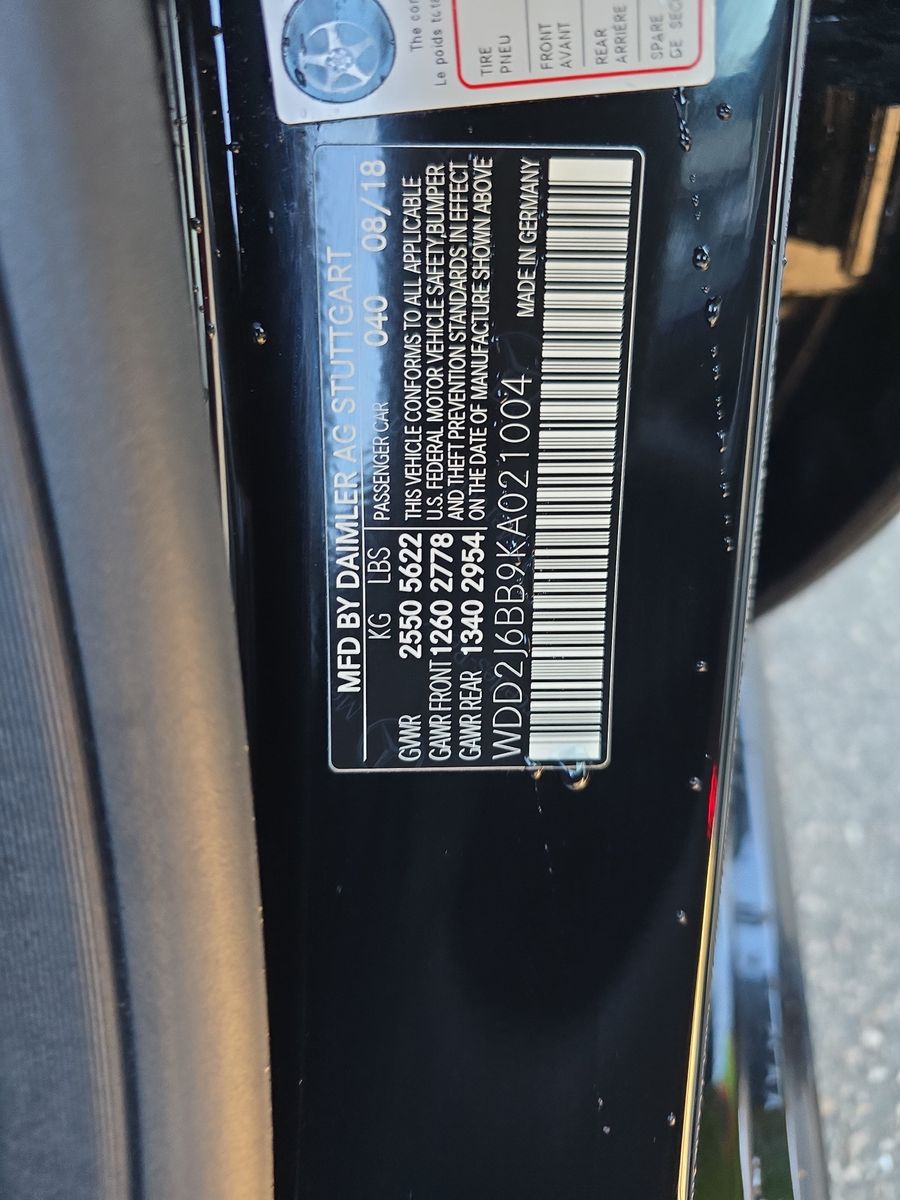 The
Le poids
TIRE
PNEU
FRONT
AVANT
REAR
ARRIÈRE
SPARE
DE
MFD BY DAIMLER AG STUTTGART
KG LBS PASSENGER CAR 040 08/18
GVWR 2550 5622 THIS VEHICLE CONFORMS TO ALL APPLICABLE
GAWR FRONT 1260 2778 U.S. FEDERAL MOTOR VEHICLE SAFETY, BUMPER
GAWR REAR 1340 2954 AND THEFT PREVENTION STANDARDS IN EFFECT
ON THE DATE OF MANUFACTURE SHOWN ABOVE
WDD2J6BB9KA021004 MADE IN GERMANY